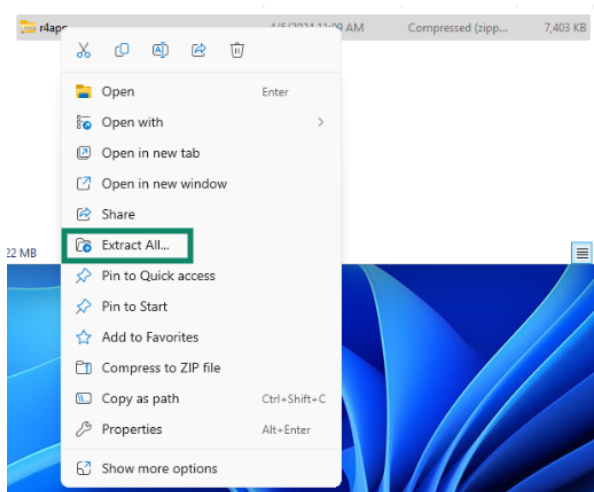 r4app 4/5/2024 11:09 AM Compressed (zipp... 7,403 KB
Open Enter
Open with
Open in new tab
Open in new window
Share
22 MB Extract All...
Pin to Quick access
Pin to Start
Add to Favorites
Compress to ZIP file
Copy as path Ctrl+Shift+C
Properties Alt+Enter
Show more options